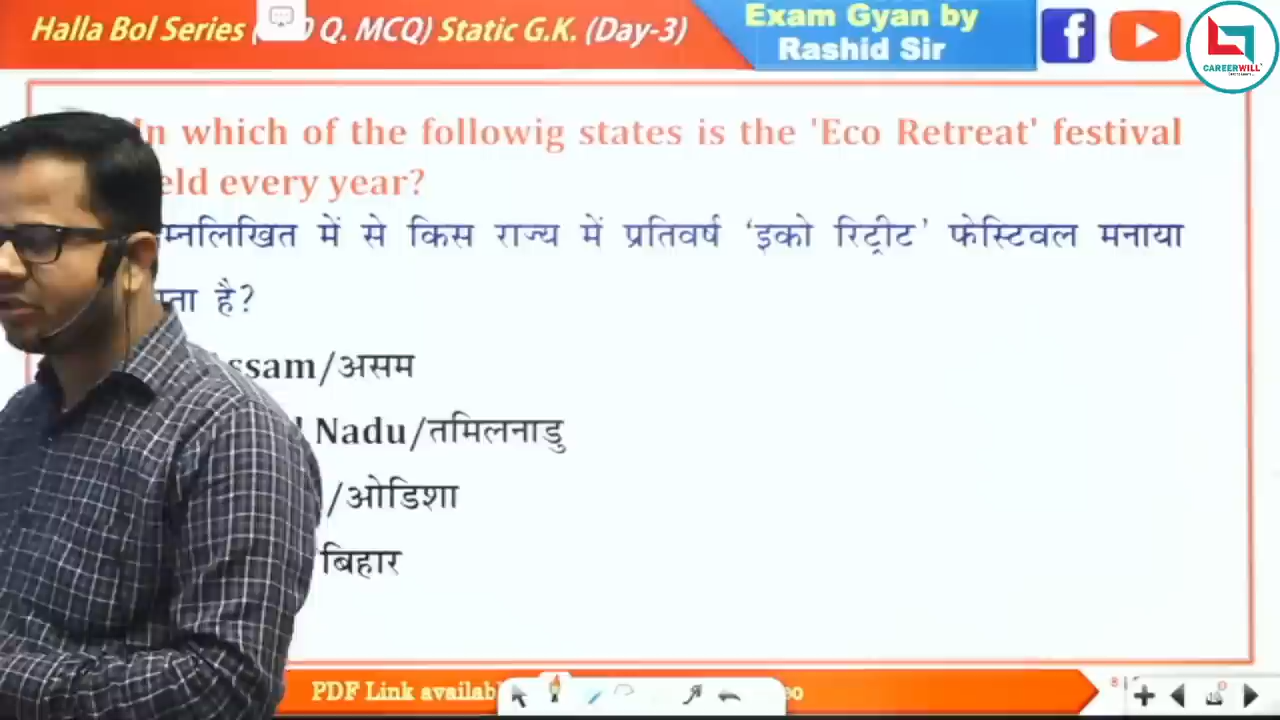 Halla Bol Series ( 0 Q. MCQ) Static G.K. (Day-3)
Exam Gyan by
Rashid Sir
CAREERWILL
In which of the followig states is the 'Eco Retreat' festival
eld every year?
म्नलिखित में से किस राज्य में प्रतिवर्ष ‘इको रिट्रीट’ फेस्टिवल मनाया
ता है?
ssam/असम
Nadu/तमिलनाडु
/ओडिशा
बिहार
PDF Link availab eo